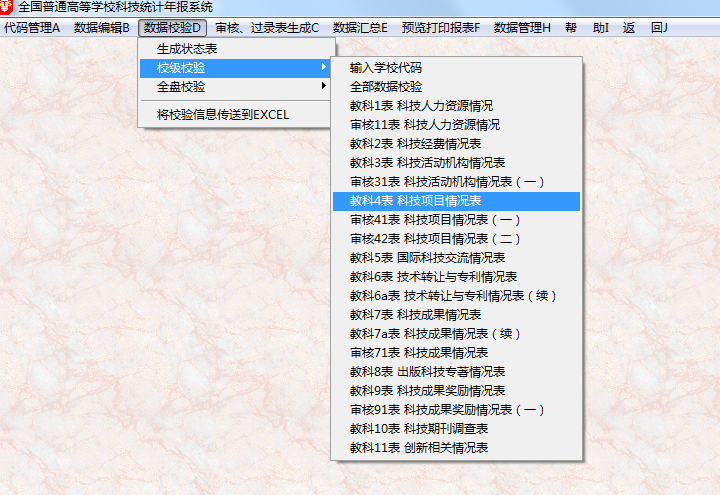 全国普通高等学校科技统计年报系统
代码管理A 数据编辑B 数据校验D 审核、过录表生成C 数据汇总E 预览打印报表F 数据管理H 帮助I 返 回J
生成状态表
校级校验
全盘校验
将校验信息传送到EXCEL
输入学校代码
全部数据校验
教科1表 科技人力资源情况
审核11表 科技人力资源情况
教科2表 科技经费情况表
教科3表 科技活动机构情况表
审核31表 科技活动机构情况表（一）
教科4表 科技项目情况表
审核41表 科技项目情况表（一）
审核42表 科技项目情况表（二）
教科5表 国际科技交流情况表
教科6表 技术转让与专利情况表
教科6a表 技术转让与专利情况表（续）
教科7表 科技成果情况表
教科7a表 科技成果情况表（续）
审核71表 科技成果情况表
教科8表 出版科技专著情况表
教科9表 科技成果奖励情况表
审核91表 科技成果奖励情况表（一）
教科10表 科技期刊调查表
教科11表 创新相关情况表